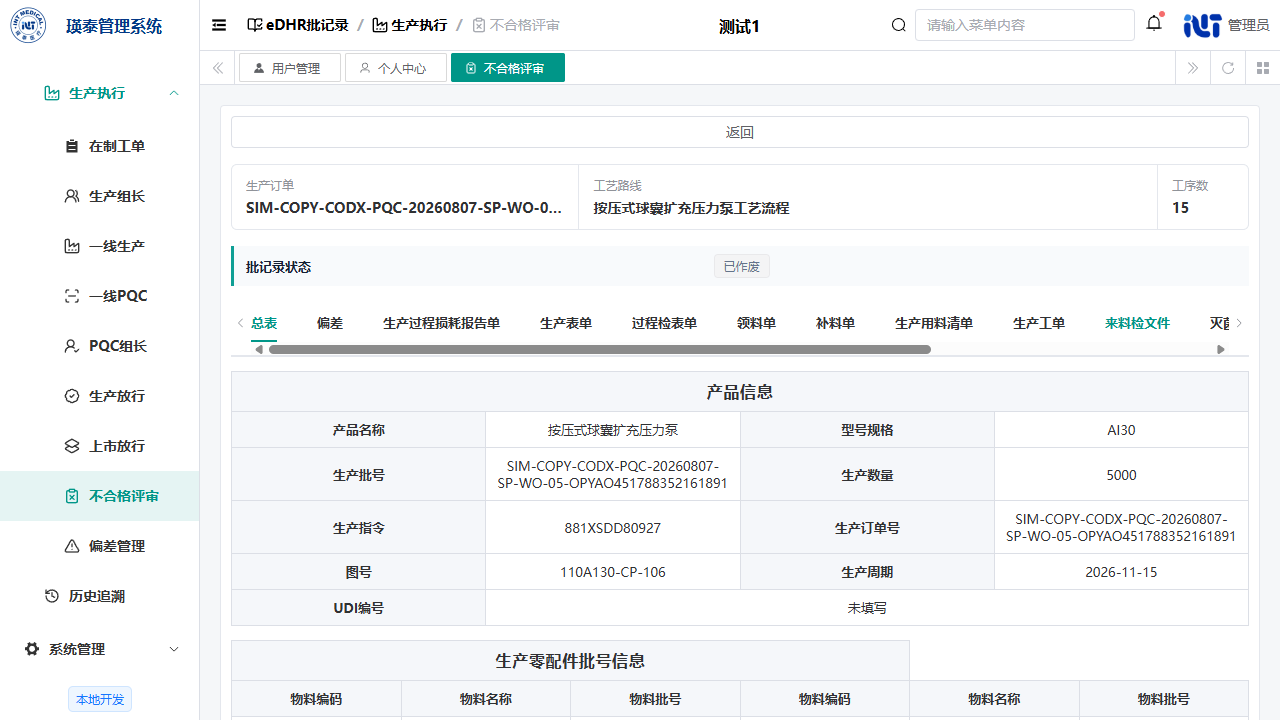 瑛泰管理系统
eDHR批记录 / 生产执行 / 不合格评审
测试1
请输入菜单内容
管理员
用户管理
个人中心
不合格评审
生产执行
在制工单
生产组长
一线生产
一线PQC
PQC组长
生产放行
上市放行
不合格评审
偏差管理
历史追溯
系统管理
本地开发
返回
生产订单
SIM-COPY-CODX-PQC-20260807-SP-WO-0...
工艺路线
按压式球囊扩充压力泵工艺流程
工序数
15
批记录状态
已作废
总表 偏差 生产过程损耗报告单 生产表单 过程检表单 领料单 补料单 生产用料清单 生产工单 来料检文件
产品信息
产品名称 按压式球囊扩充压力泵 型号规格 AI30
生产批号
SIM-COPY-CODX-PQC-20260807-
SP-WO-05-OPYAO451788352161891
生产数量 5000
生产指令 881XSDD80927 生产订单号
SIM-COPY-CODX-PQC-20260807-
SP-WO-05-OPYAO451788352161891
图号 110A130-CP-106 生产周期 2026-11-15
UDI编号 未填写
生产零配件批号信息
物料编码 物料名称 物料批号 物料编码 物料名称 物料批号